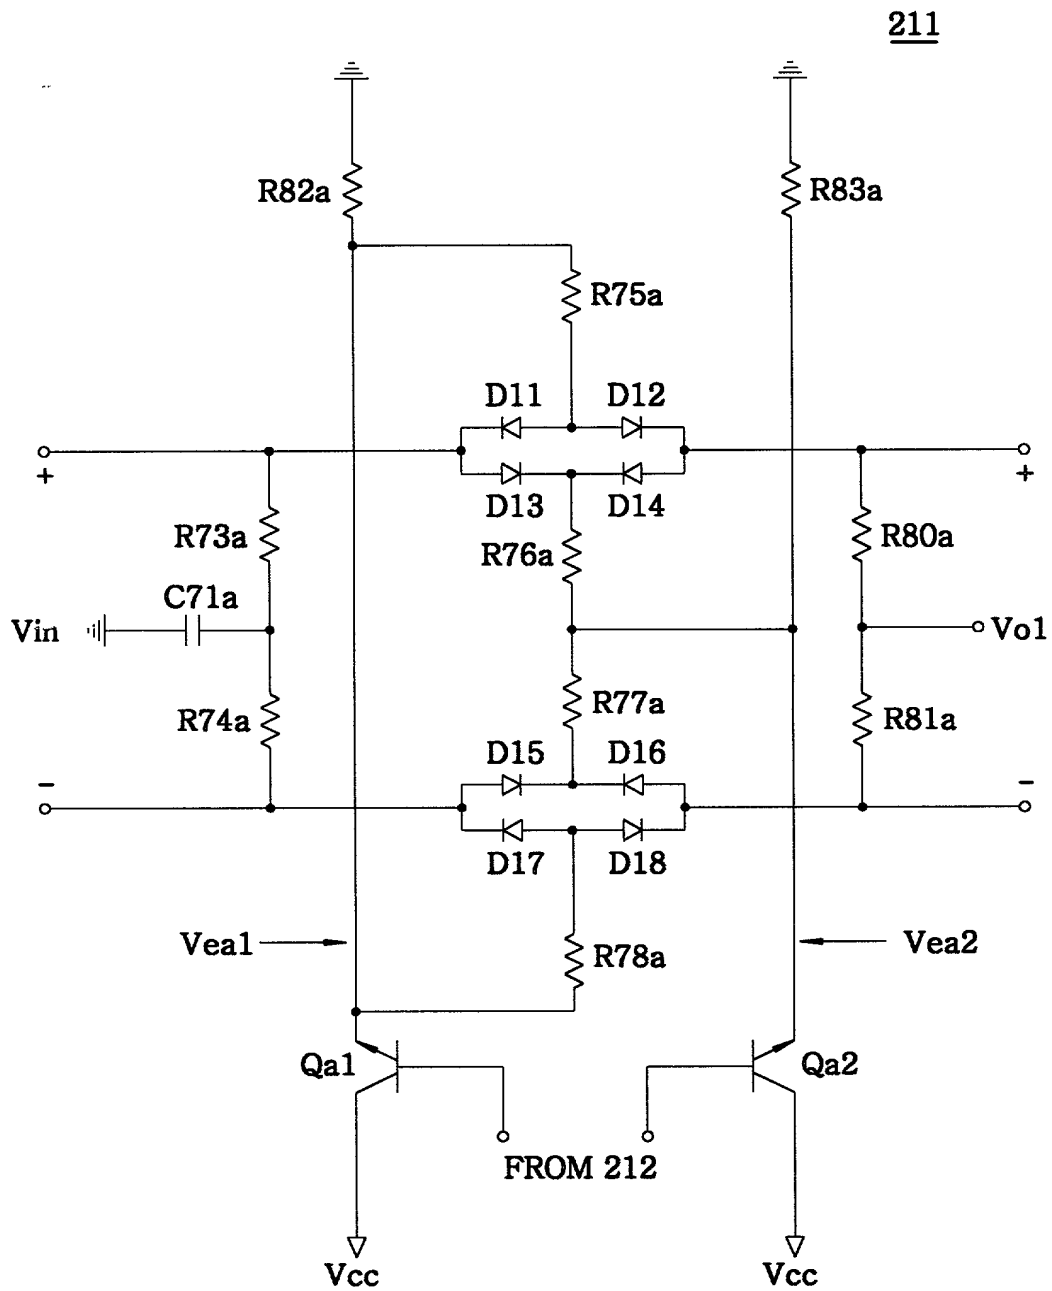 211
R82a
R83a
R75a
D11
D12
+
+
D13
D14
R73a
R76a
R80a
C71a
Vin
Vo1
R77a
R74a
R81a
D15
D16
−
−
D17
D18
Vea1
R78a
Vea2
Qa1
Qa2
FROM 212
Vcc
Vcc